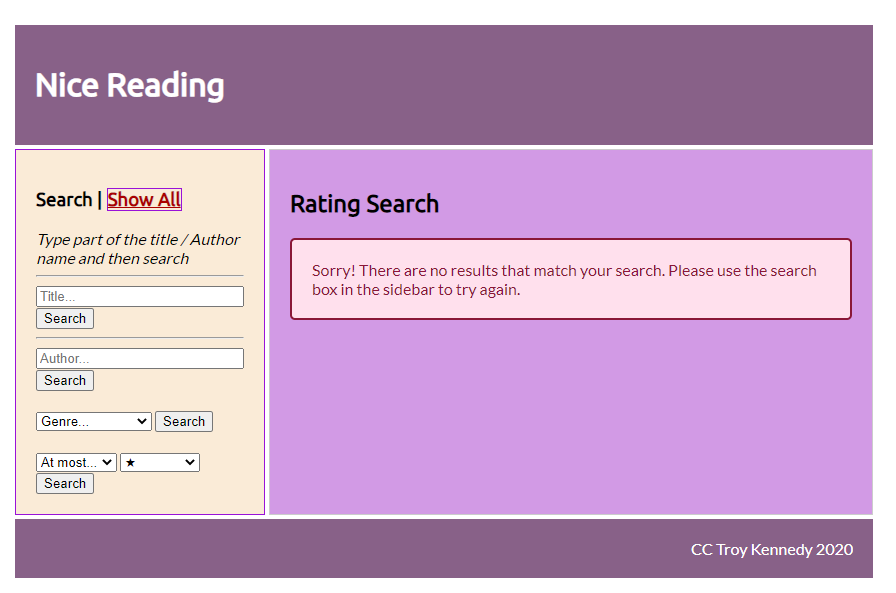 Nice Reading
Search | Show All
Type part of the title / Author
name and then search
Title...
Search
Author...
Search
Genre... Search
At most... ★
Search
Rating Search
Sorry! There are no results that match your search. Please use the search
box in the sidebar to try again.
CC Troy Kennedy 2020